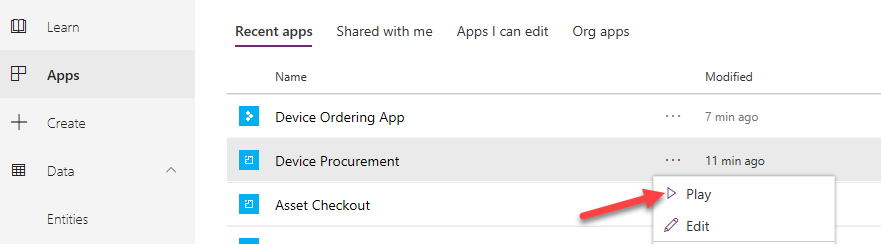 Learn
Apps
Create
Data
Entities
Recent apps Shared with me Apps I can edit Org apps
Name Modified
Device Ordering App ... 7 min ago
Device Procurement ... 11 min ago
Asset Checkout
Play
Edit